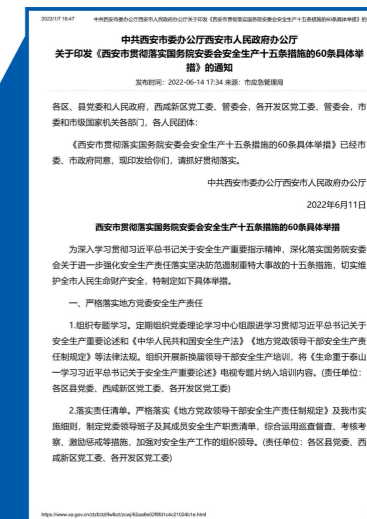 2023/1/7 18:47
中共西安市委办公厅西安市人民政府办公厅关于印发《西安市贯彻落实国务院安委会安全生产十五条措施的60条具体举措》的
中共西安市委办公厅西安市人民政府办公厅
关于印发《西安市贯彻落实国务院安委会安全生产十五条措施的60条具体举
措》的通知
发布时间：2022-06-14 17:34 来源：市应急管理局
各区、县党委和人民政府，西咸新区党工委、管委会，各开发区党工委、管委会，市
委和市级国家机关各部门，各人民团体：
《西安市贯彻落实国务院安委会安全生产十五条措施的60条具体举措》已经市
委、市政府同意，现印发给你们，请抓好贯彻落实。
中共西安市委办公厅西安市人民政府办公厅
2022年6月11日
西安市贯彻落实国务院安委会安全生产十五条措施的60条具体举措
为深入学习贯彻习近平总书记关于安全生产重要指示精神，深化落实国务院安委
会关于进一步强化安全生产责任落实坚决防范遏制重特大事故的十五条措施，切实维
护全市人民生命财产安全，特制定如下具体举措。
一、严格落实地方党委安全生产责任
1.组织专题学习。定期组织党委理论学习中心组跟进学习贯彻习近平总书记关于
安全生产重要论述和《中华人民共和国安全生产法》《地方党政领导干部安全生产责
任制规定》等法律法规。组织开展新换届领导干部安全生产培训，将《生命重于泰山
一学习习近平总书记关于安全生产重要论述》电视专题片纳入培训内容。(责任单位：
各区县党委、西咸新区党工委、各开发区党工委)
2.落实责任清单。严格落实《地方党政领导干部安全生产责任制规定》及我市实
施细则，制定党委领导班子及其成员安全生产职责清单，综合运用巡查督查、考核考
察、激励惩戒等措施，加强对安全生产工作的组织领导。(责任单位：各区县党委、西
咸新区党工委、各开发区党工委)